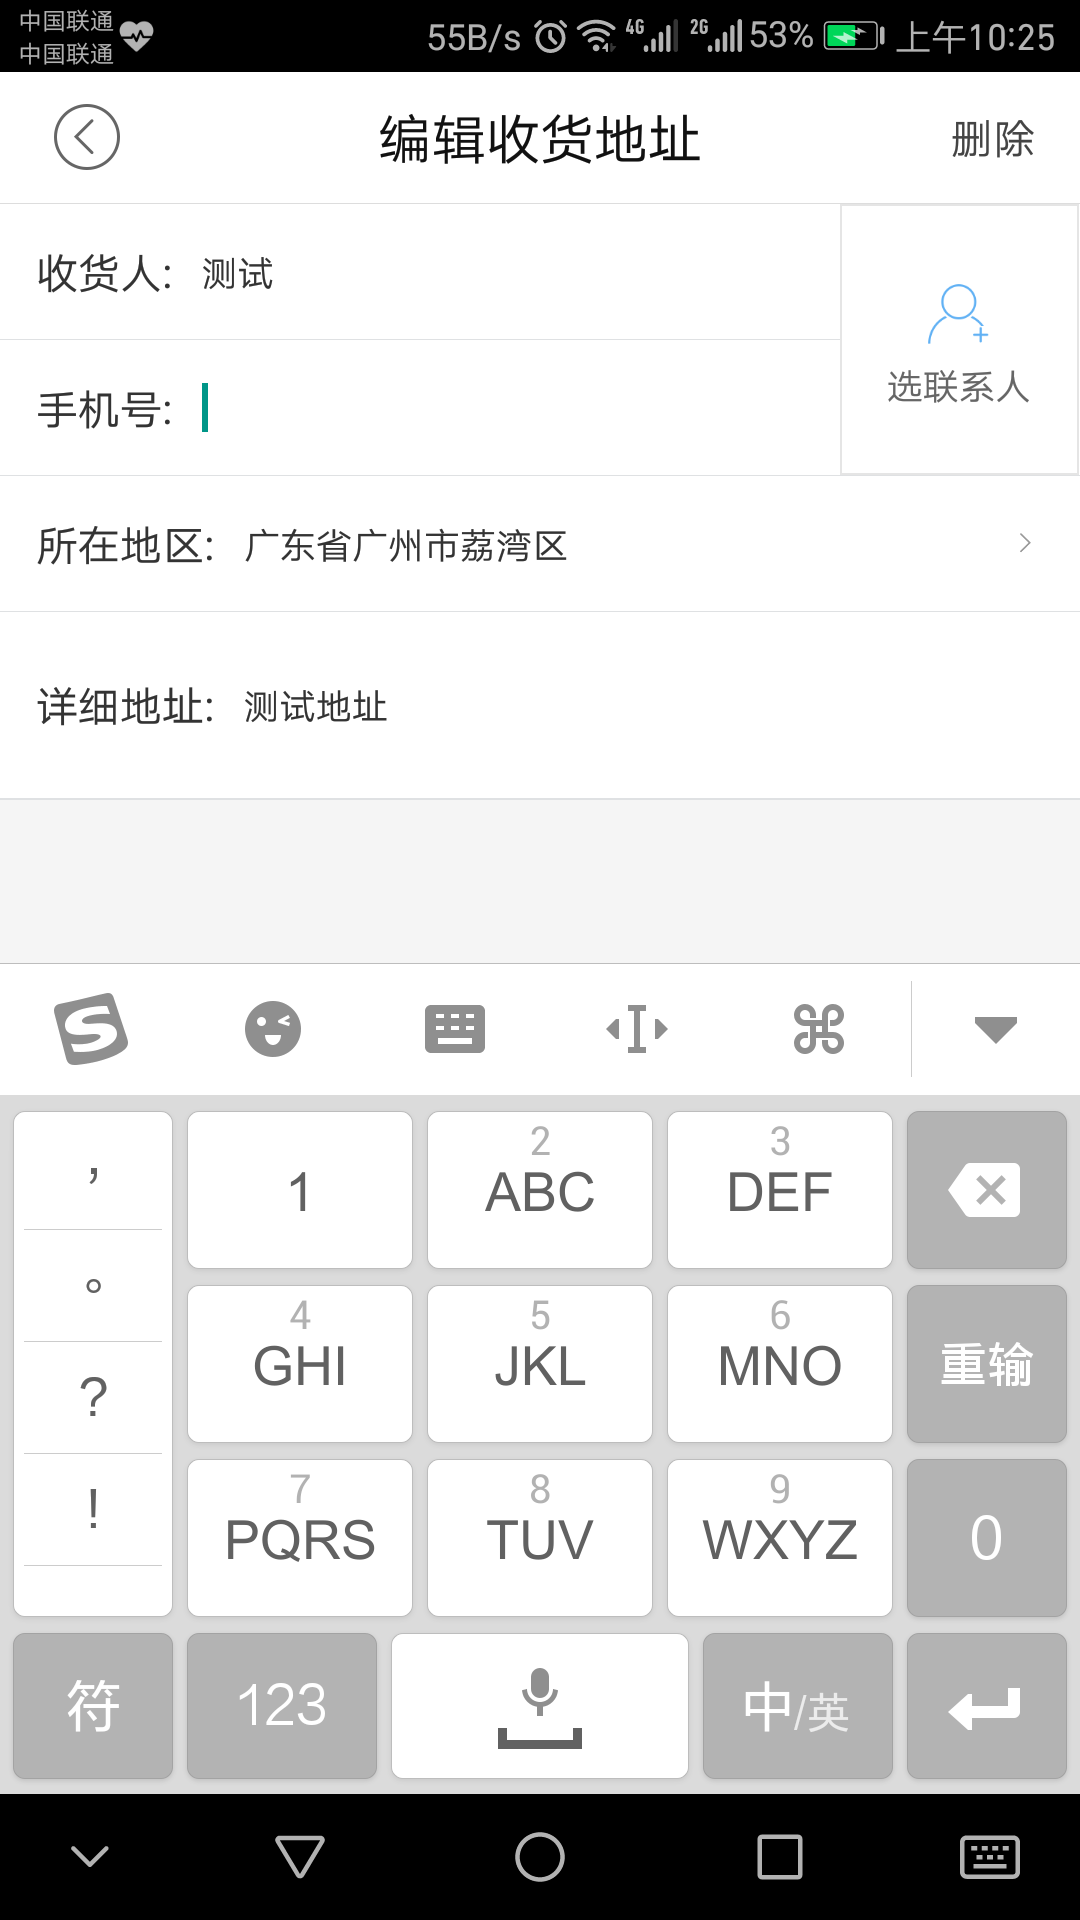 中国联通
中国联通
55B/s 4G 2G 53% 上午10:25
编辑收货地址
删除
收货人: 测试
手机号:
选联系人
所在地区: 广东省广州市荔湾区
详细地址: 测试地址
S
, 1 2 ABC 3 DEF
。
4 GHI 5 JKL 6 MNO 重输
?
!
7 PQRS 8 TUV 9 WXYZ 0
符 123 中/英